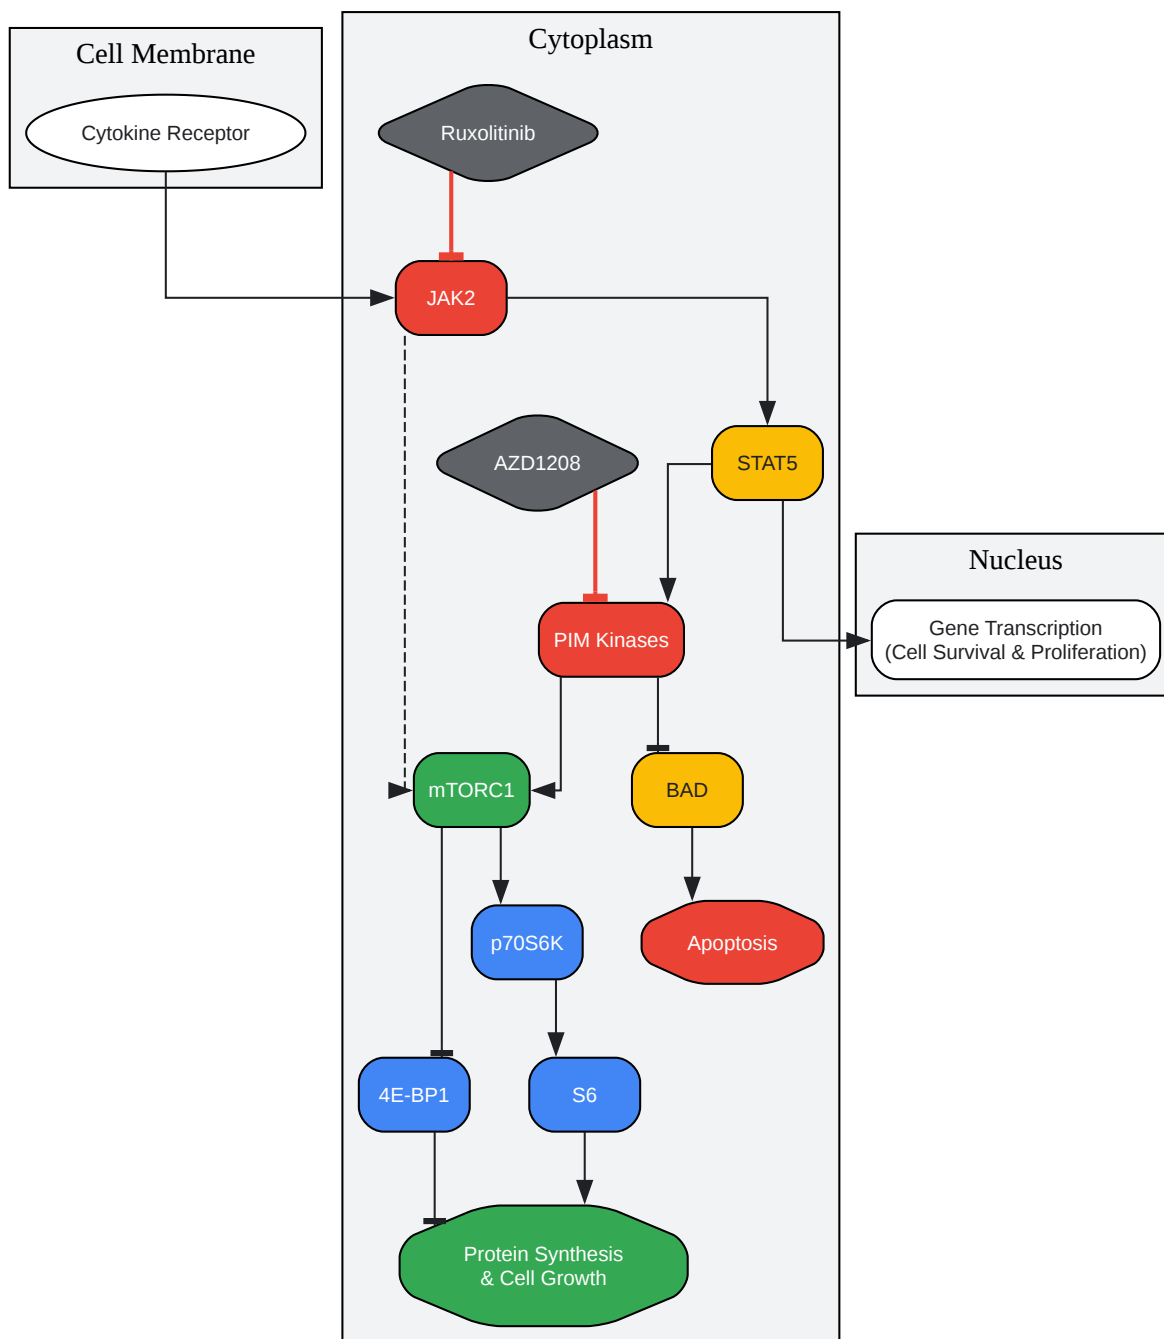 Cell Membrane
Cytokine Receptor
Cytoplasm
Ruxolitinib
JAK2
AZD1208
STAT5
Nucleus
Gene Transcription
(Cell Survival & Proliferation)
PIM Kinases
mTORC1
BAD
p70S6K
Apoptosis
4E-BP1
S6
Protein Synthesis
& Cell Growth